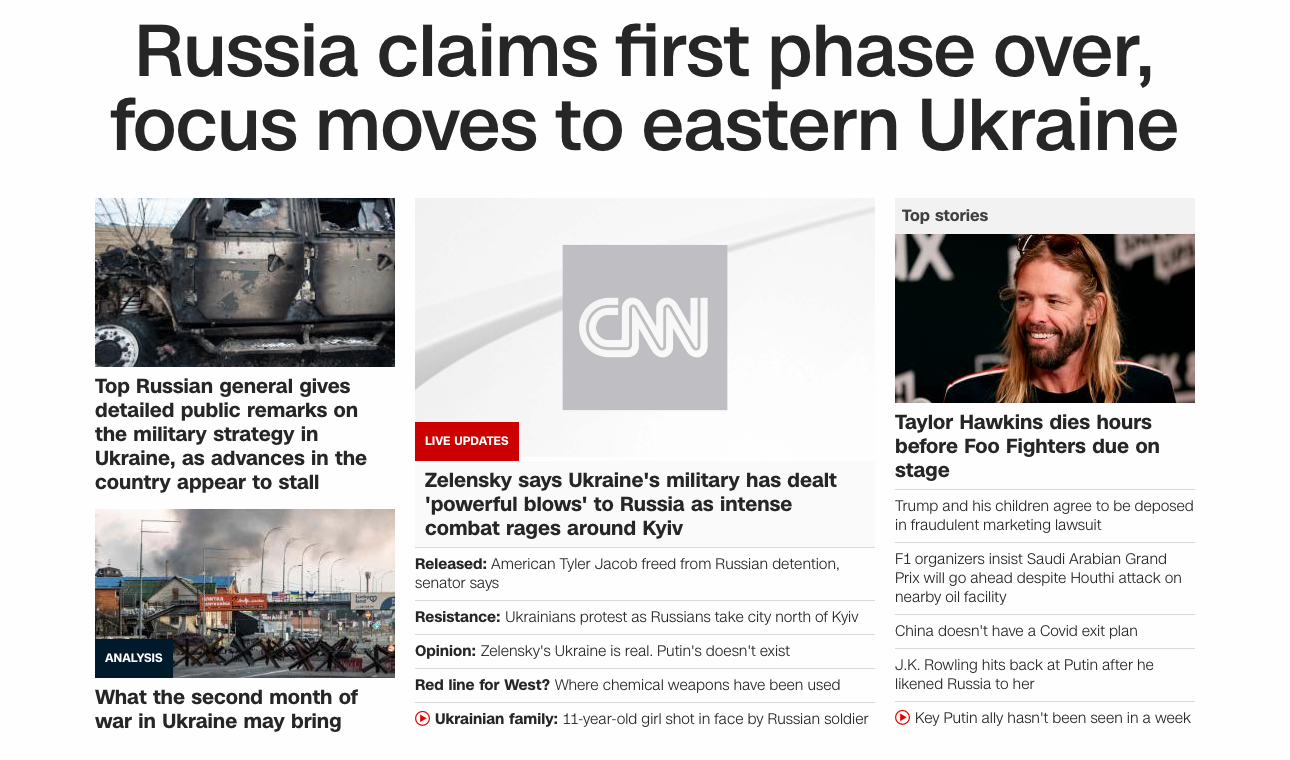 Russia claims first phase over,
focus moves to eastern Ukraine
Top Russian general gives
detailed public remarks on
the military strategy in
Ukraine, as advances in the
country appear to stall
ANALYSIS
What the second month of
war in Ukraine may bring
CNN
LIVE UPDATES
Zelensky says Ukraine's military has dealt
'powerful blows' to Russia as intense
combat rages around Kyiv
Released: American Tyler Jacob freed from Russian detention,
senator says
Resistance: Ukrainians protest as Russians take city north of Kyiv
Opinion: Zelensky's Ukraine is real. Putin's doesn't exist
Red line for West? Where chemical weapons have been used
Ukrainian family: 11-year-old girl shot in face by Russian soldier
Top stories
Taylor Hawkins dies hours
before Foo Fighters due on
stage
Trump and his children agree to be deposed
in fraudulent marketing lawsuit
F1 organizers insist Saudi Arabian Grand
Prix will go ahead despite Houthi attack on
nearby oil facility
China doesn't have a Covid exit plan
J.K. Rowling hits back at Putin after he
likened Russia to her
Key Putin ally hasn't been seen in a week